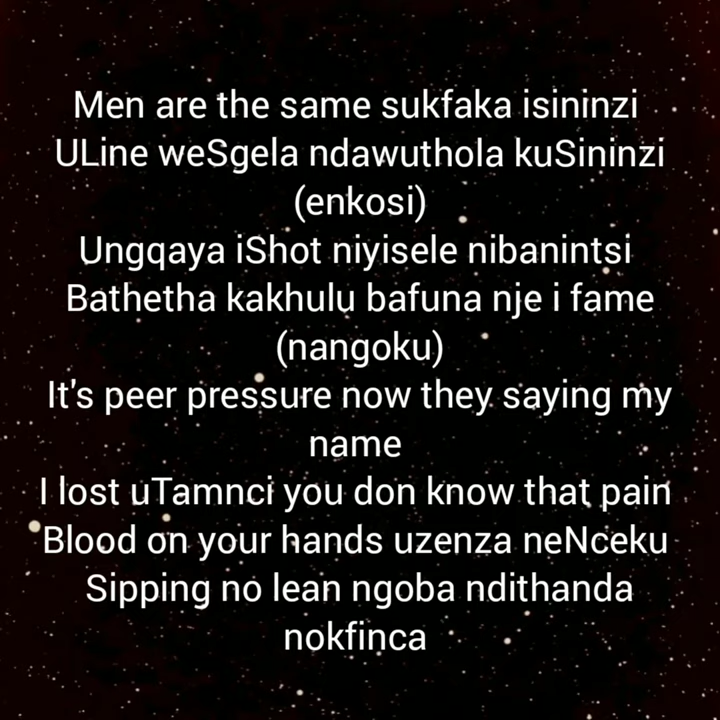 Men are the same sukfaka isininzi
ULine weSgela ndawuthola kuSininzi
(enkosi)
Ungqaya iShot niyisele nibanintsi
Bathetha kakhulu bafuna nje i fame
(nangoku)
It's peer pressure now they saying my
name
I lost uTamnci you don know that pain
Blood on your hands uzenza neNceku
Sipping no lean ngoba ndithanda
nokfinca